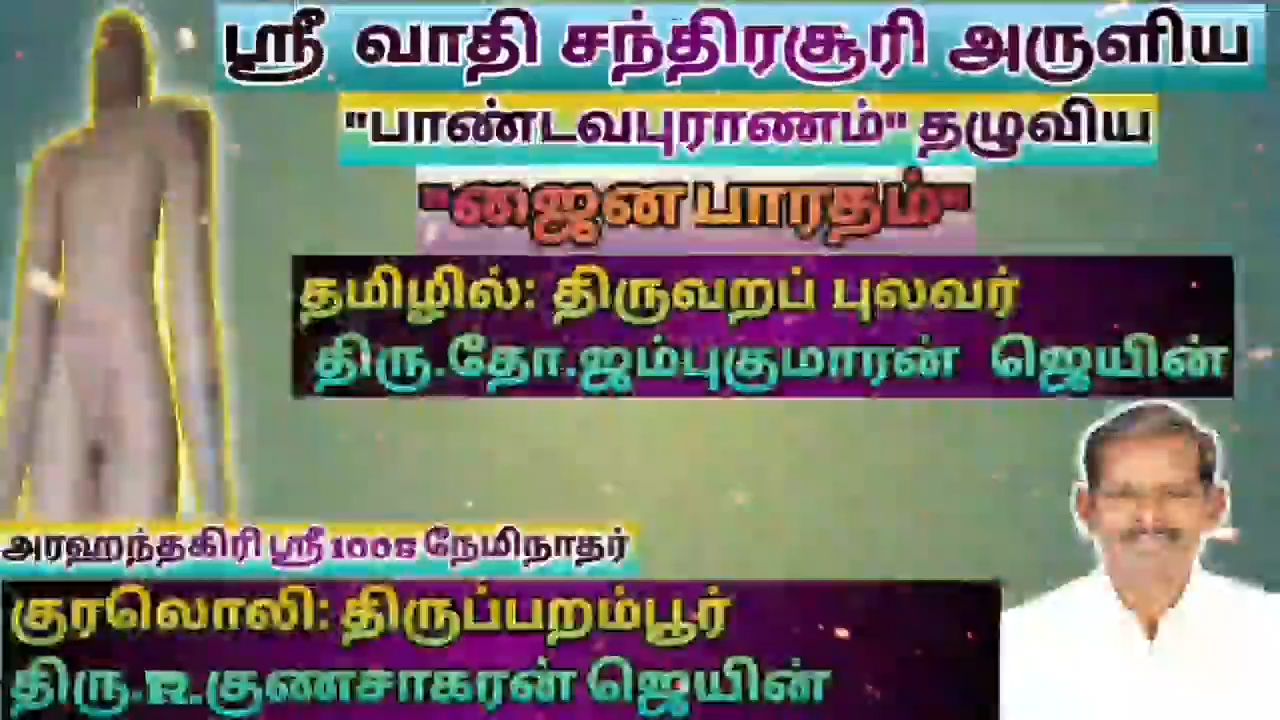 ஸ்ரீ வாதி சந்திரசூரி அருளிய
"பாண்டவபுராணம்" தழுவிய
"ஜைன பாரதம்"
தமிழில்: திருவறப் புலவர்
திரு.தோ.ஜம்புகுமாரன் ஜெயின்
அரஹந்தகிரி ஸ்ரீ 1008 நேமிநாதர்
குரலொலி: திருப்பறம்பூர்
திரு.R.குணசாகரன் ஜெயின்